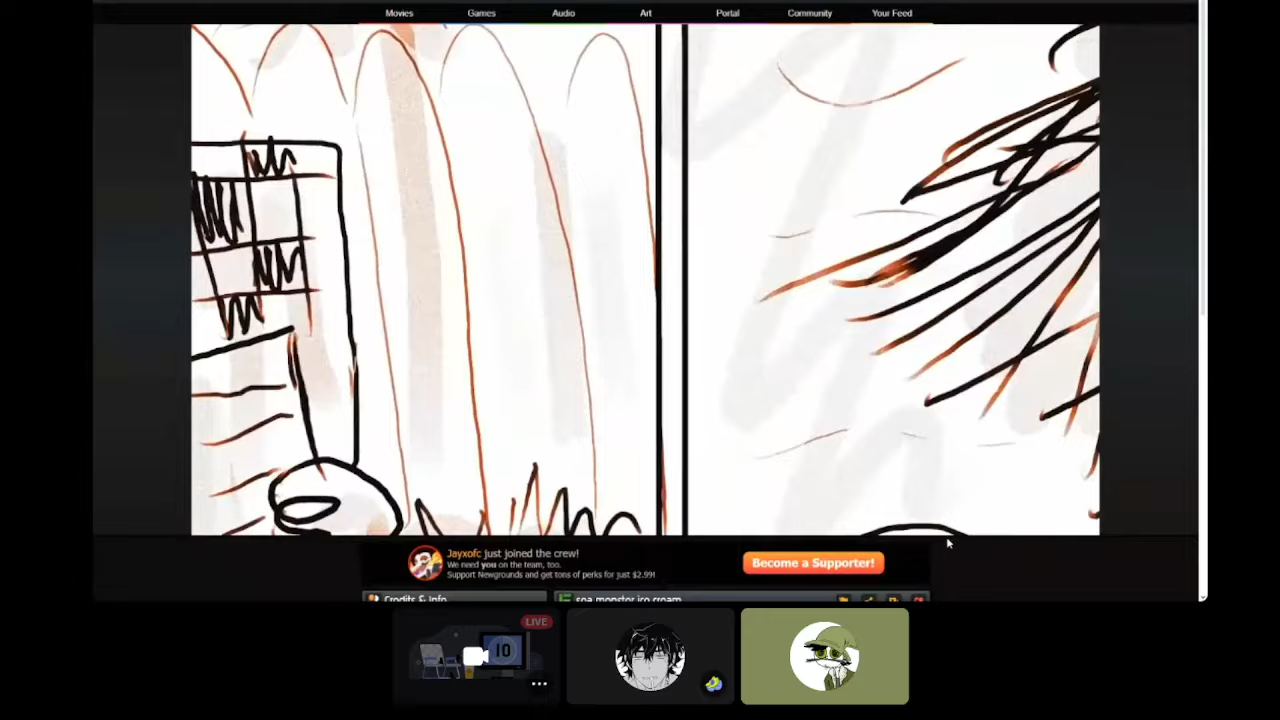 Movies Games Audio Art Portal Community Your Feed
Jayxofc just joined the crew!
We need you on the team, too.
Support Newgrounds and get tons of perks for just $2.99!
Become a Supporter!
Credits & Info
sea monster ice cream
LIVE
10